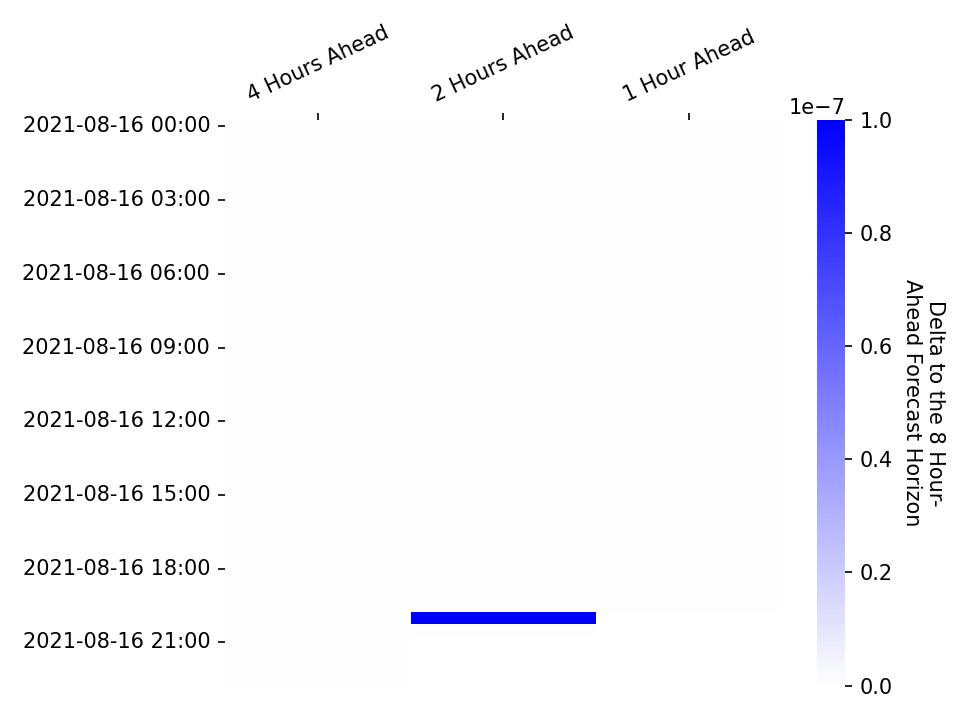 4 Hours Ahead
2 Hours Ahead
1 Hour Ahead
2021-08-16 00:00
2021-08-16 03:00
2021-08-16 06:00
2021-08-16 09:00
2021-08-16 12:00
2021-08-16 15:00
2021-08-16 18:00
2021-08-16 21:00
1e−7
1.0
0.8
0.6
0.4
0.2
0.0
Delta to the 8 Hour-
Ahead Forecast Horizon